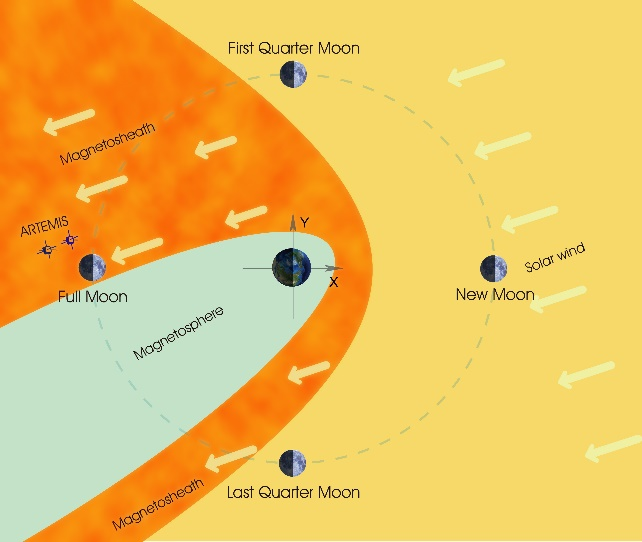 First Quarter Moon
Magnetosheath
ARTEMIS
Y
X
Solar wind
Full Moon
New Moon
Magnetosphere
Magnetosheath
Last Quarter Moon